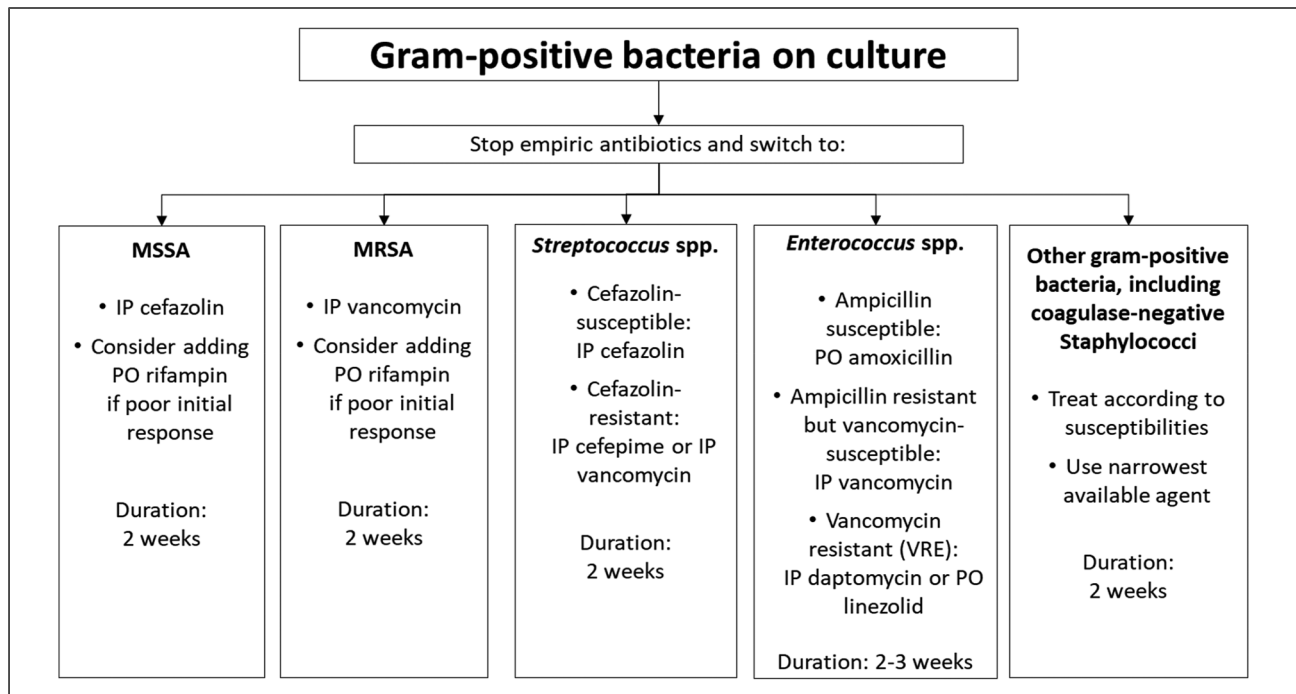 Gram-positive bacteria on culture
Stop empiric antibiotics and switch to:
MSSA
• IP cefazolin
• Consider adding
PO rifampin
if poor initial
response
Duration:
2 weeks
MRSA
• IP vancomycin
• Consider adding
PO rifampin
if poor initial
response
Duration:
2 weeks
Streptococcus spp.
• Cefazolin-
susceptible:
IP cefazolin
• Cefazolin-
resistant:
IP cefepime or IP
vancomycin
Duration:
2 weeks
Enterococcus spp.
• Ampicillin
susceptible:
PO amoxicillin
• Ampicillin resistant
but vancomycin-
susceptible:
IP vancomycin
• Vancomycin
resistant (VRE):
IP daptomycin or PO
linezolid
Duration: 2-3 weeks
Other gram-positive
bacteria, including
coagulase-negative
Staphylococci
• Treat according to
susceptibilities
• Use narrowest
available agent
Duration:
2 weeks